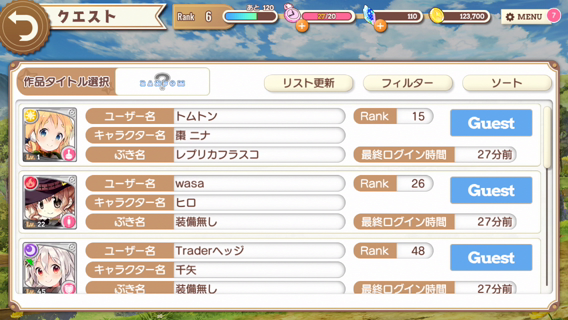 クエスト
Rank 6
あと 120
27/20
110
123,700
MENU
?
作品タイトル選択
RANDOM
リスト更新
フィルター
ソート
ユーザー名 トムトン
Rank 15
キャラクター名 棗 ニナ
Guest
ぶき名 レプリカフラスコ
最終ログイン時間 27分前
Lv. 1
ユーザー名 wasa
Rank 26
キャラクター名 ヒロ
Guest
ぶき名 装備無し
最終ログイン時間 27分前
Lv. 22
ユーザー名 Traderヘッジ
Rank 48
キャラクター名 千矢
Guest
ぶき名 装備無し
最終ログイン時間 27分前
Lv. 45